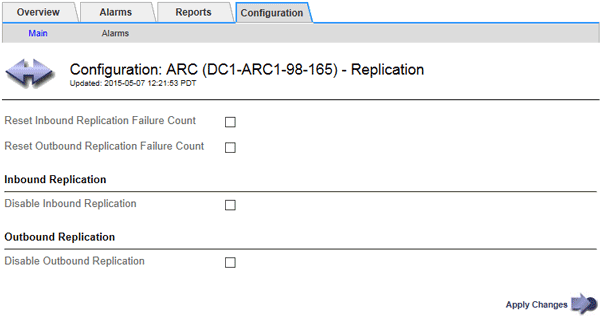 Overview Alarms Reports Configuration
Main Alarms
Configuration: ARC (DC1-ARC1-98-165) - Replication
Updated: 2015-05-07 12:21:53 PDT
Reset Inbound Replication Failure Count
Reset Outbound Replication Failure Count
Inbound Replication
Disable Inbound Replication
Outbound Replication
Disable Outbound Replication
Apply Changes